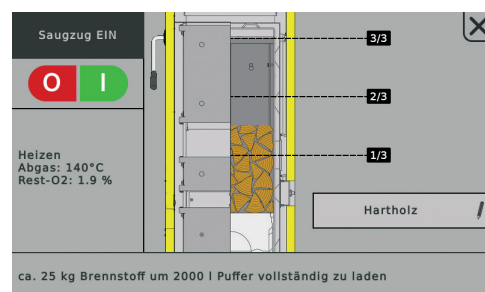 Saugzug EIN
O I
3/3
2/3
1/3
Heizen
Abgas: 140°C
Rest-O2: 1.9 %
Hartholz
ca. 25 kg Brennstoff um 2000 l Puffer vollständig zu laden